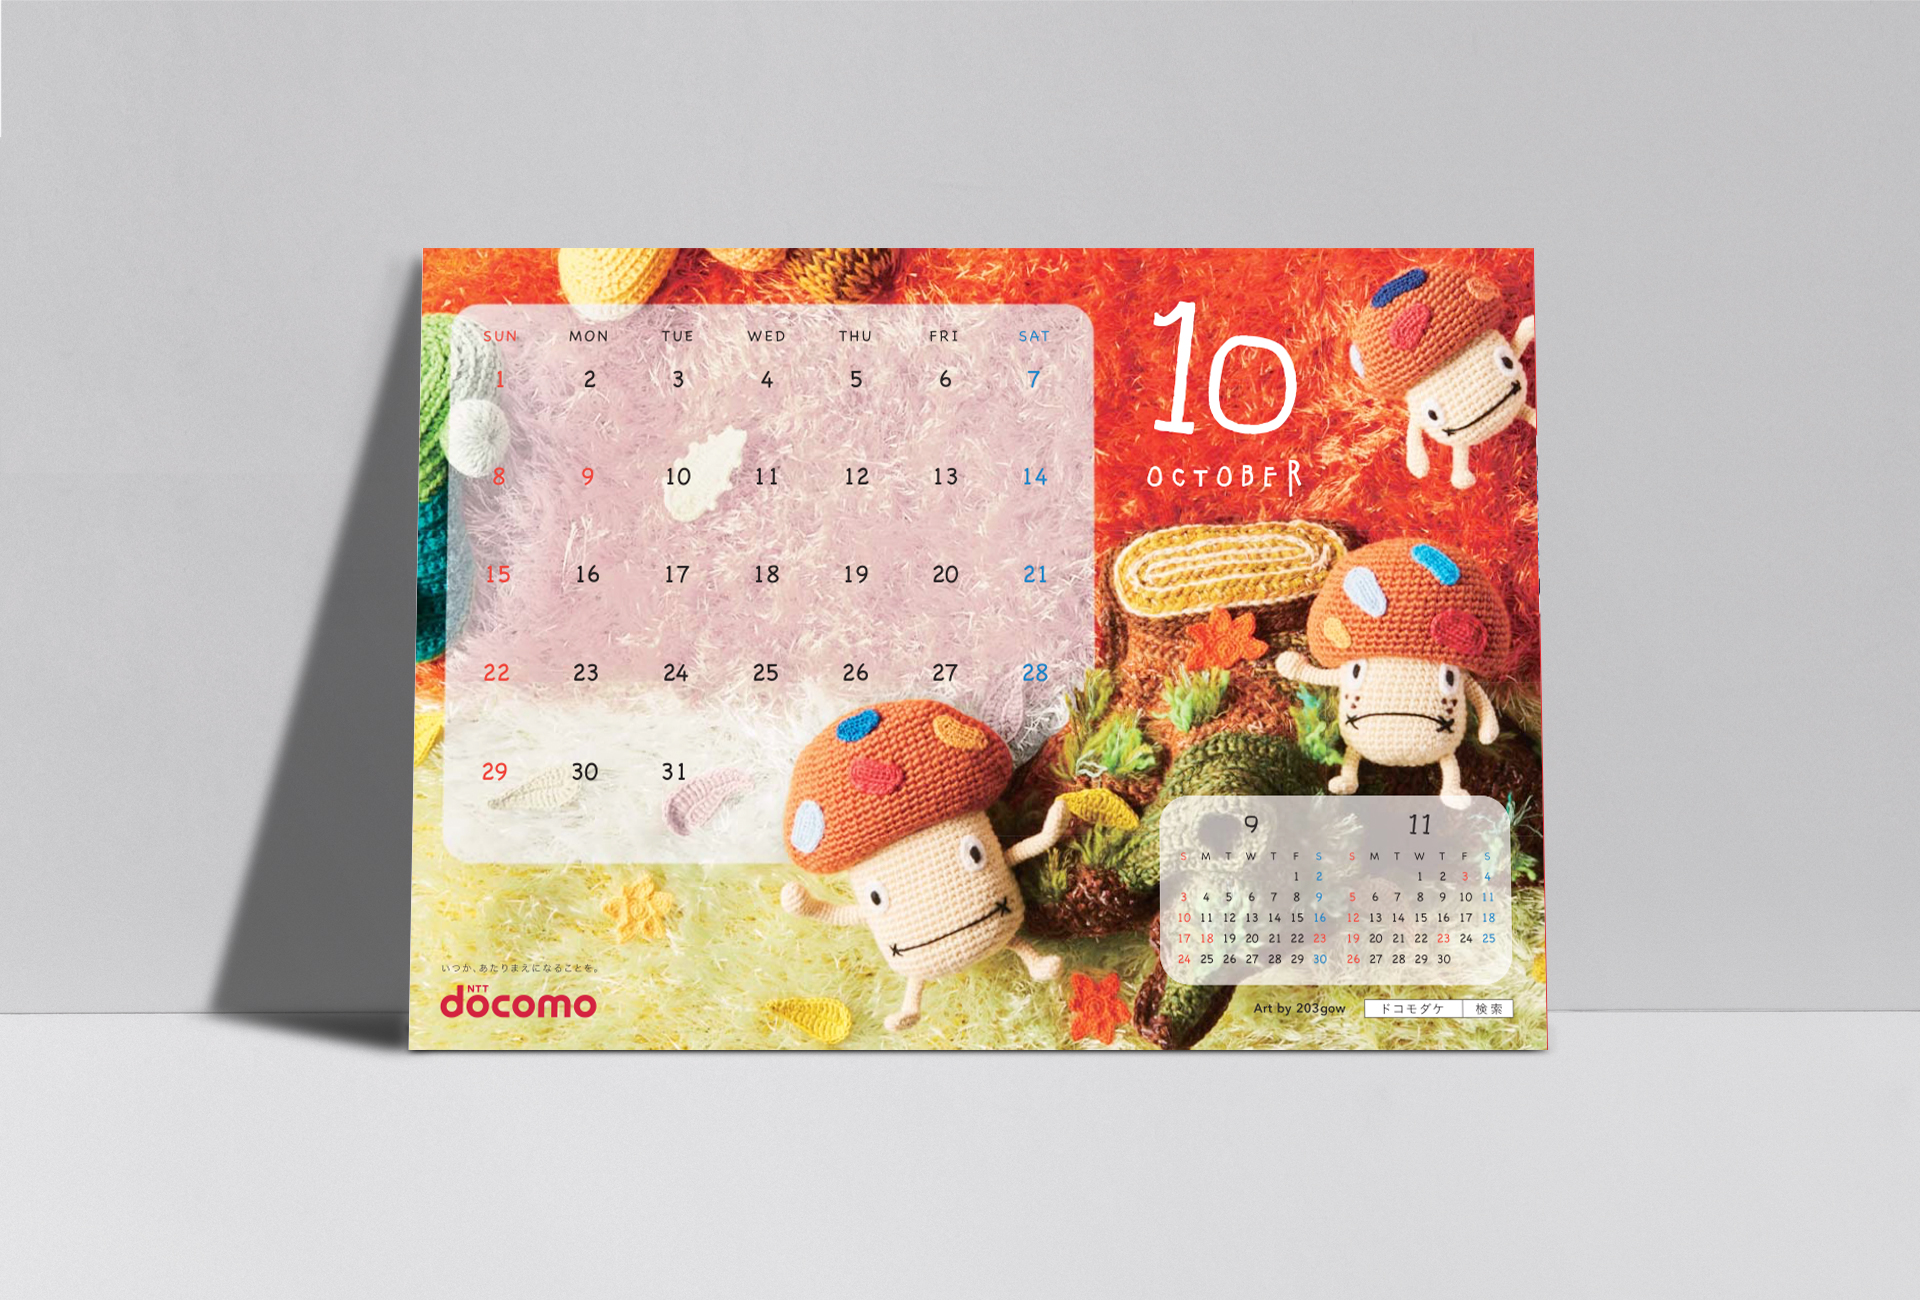 SUN MON TUE WED THU FRI SAT
1 2 3 4 5 6 7
8 9 10 11 12 13 14
15 16 17 18 19 20 21
22 23 24 25 26 27 28
29 30 31
10
OCTOBER
9
S M T W T F S
1 2
3 4 5 6 7 8 9
10 11 12 13 14 15 16
17 18 19 20 21 22 23
24 25 26 27 28 29 30
11
S M T W T F S
1 2 3 4
5 6 7 8 9 10 11
12 13 14 15 16 17 18
19 20 21 22 23 24 25
26 27 28 29 30
いつか、あたりまえになることを。
NTT
docomo
Art by 203gow
ドコモダケ 検索